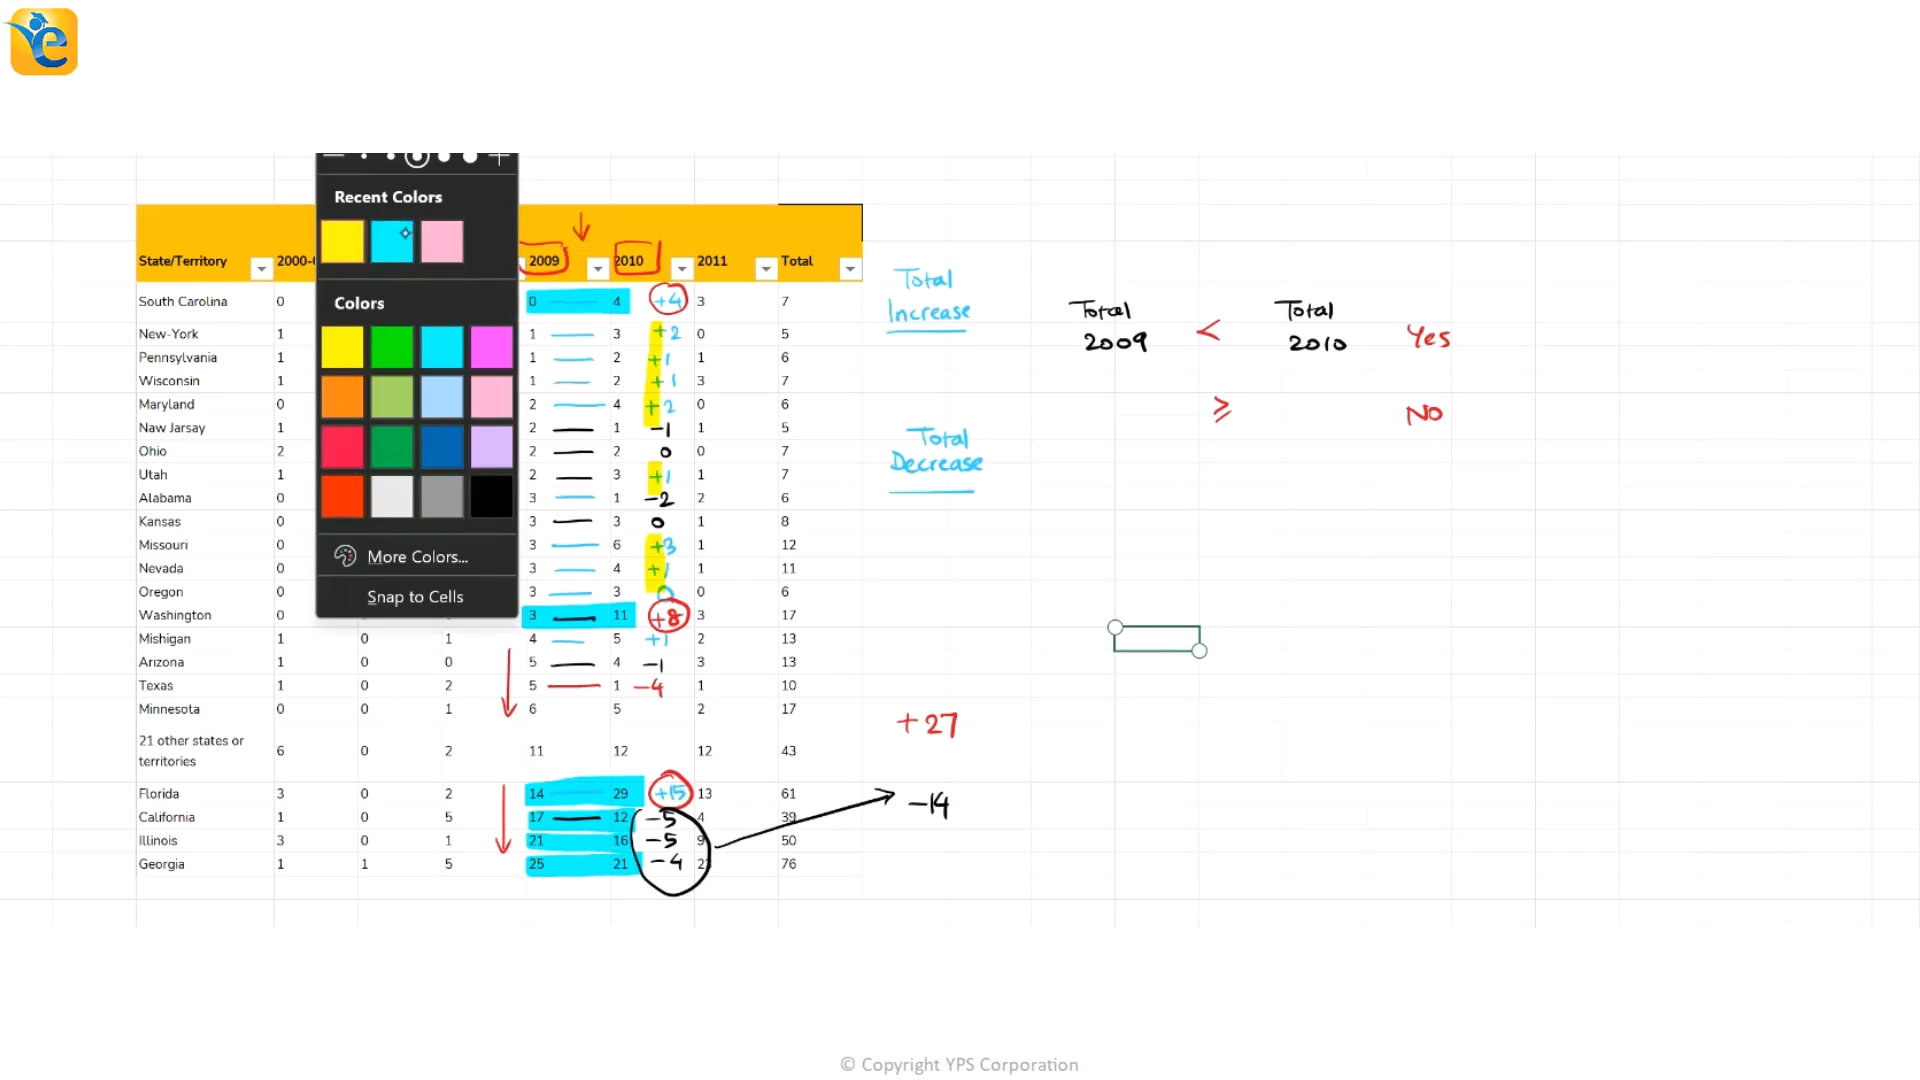 Recent Colors
Colors
More Colors...
Snap to Cells
State/Territory 2000-0 2009 2010 2011 Total
South Carolina 0 0 4 +4 3 7
New-York 1 1 3 +2 0 5
Pennsylvania 1 1 2 +1 1 6
Wisconsin 1 1 2 +1 3 7
Maryland 0 2 4 +2 0 6
Naw Jarsay 1 2 1 -1 1 5
Ohio 2 2 2 0 0 7
Utah 1 2 3 +1 1 7
Alabama 0 3 1 -2 2 6
Kansas 0 3 3 0 1 8
Missouri 0 3 6 +3 1 12
Nevada 0 3 4 +1 1 11
Oregon 0 3 3 0 0 6
Washington 0 3 11 +8 3 17
Mishigan 1 0 1 4 5 +1 2 13
Arizona 1 0 0 5 4 -1 3 13
Texas 1 0 2 5 1 -4 1 10
Minnesota 0 0 1 6 5 2 17
21 other states or
territories 6 0 2 11 12 12 43
Florida 3 0 2 14 29 +15 13 61
California 1 0 5 17 12 -5 4 39
Illinois 3 0 1 21 16 -5 9 50
Georgia 1 1 5 25 21 -4 76
Total
Increase
Total
Decrease
+27
-14
Total Total
2009 < 2010 Yes
≥ No
© Copyright YPS Corporation